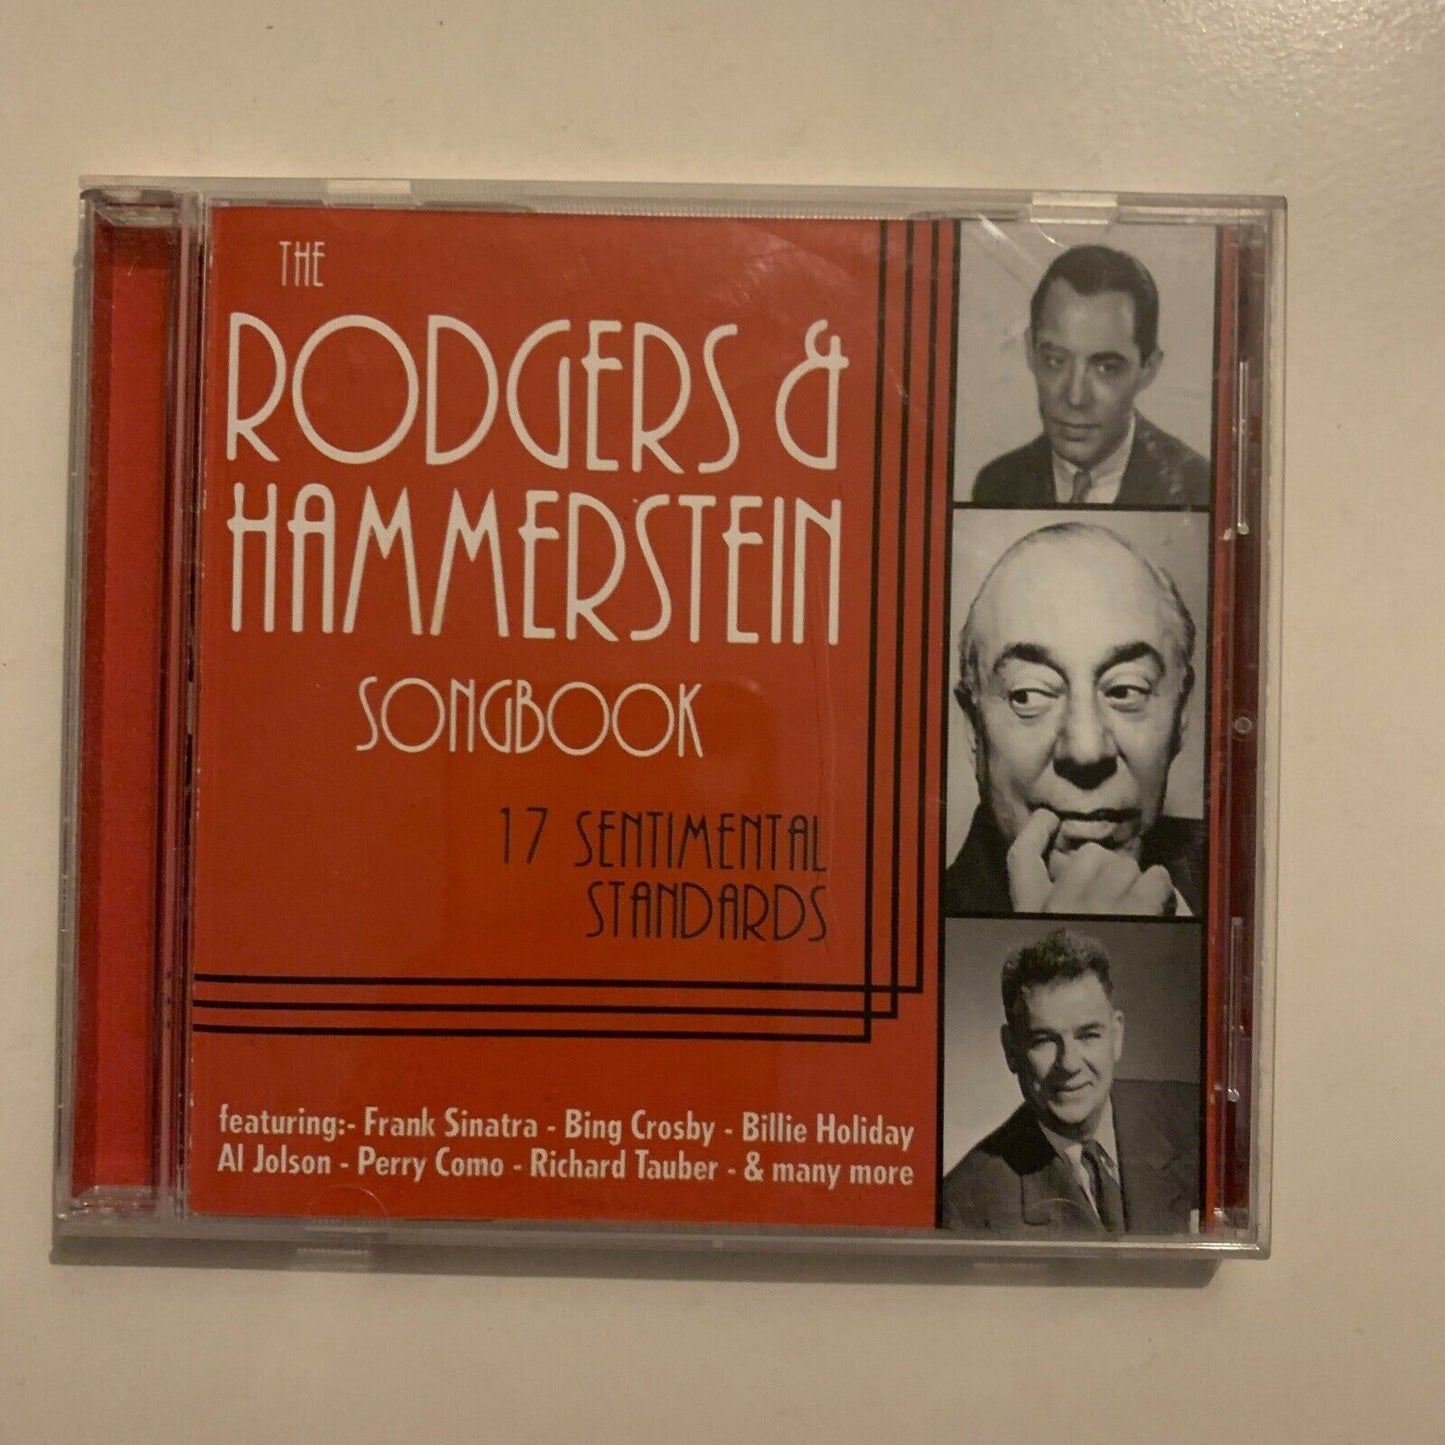 THE
RODGERS &
HAMMERSTEIN
SONGBOOK
17 SENTIMENTAL
STANDARDS
featuring:- Frank Sinatra - Bing Crosby - Billie Holiday
Al Jolson - Perry Como - Richard Tauber - & many more